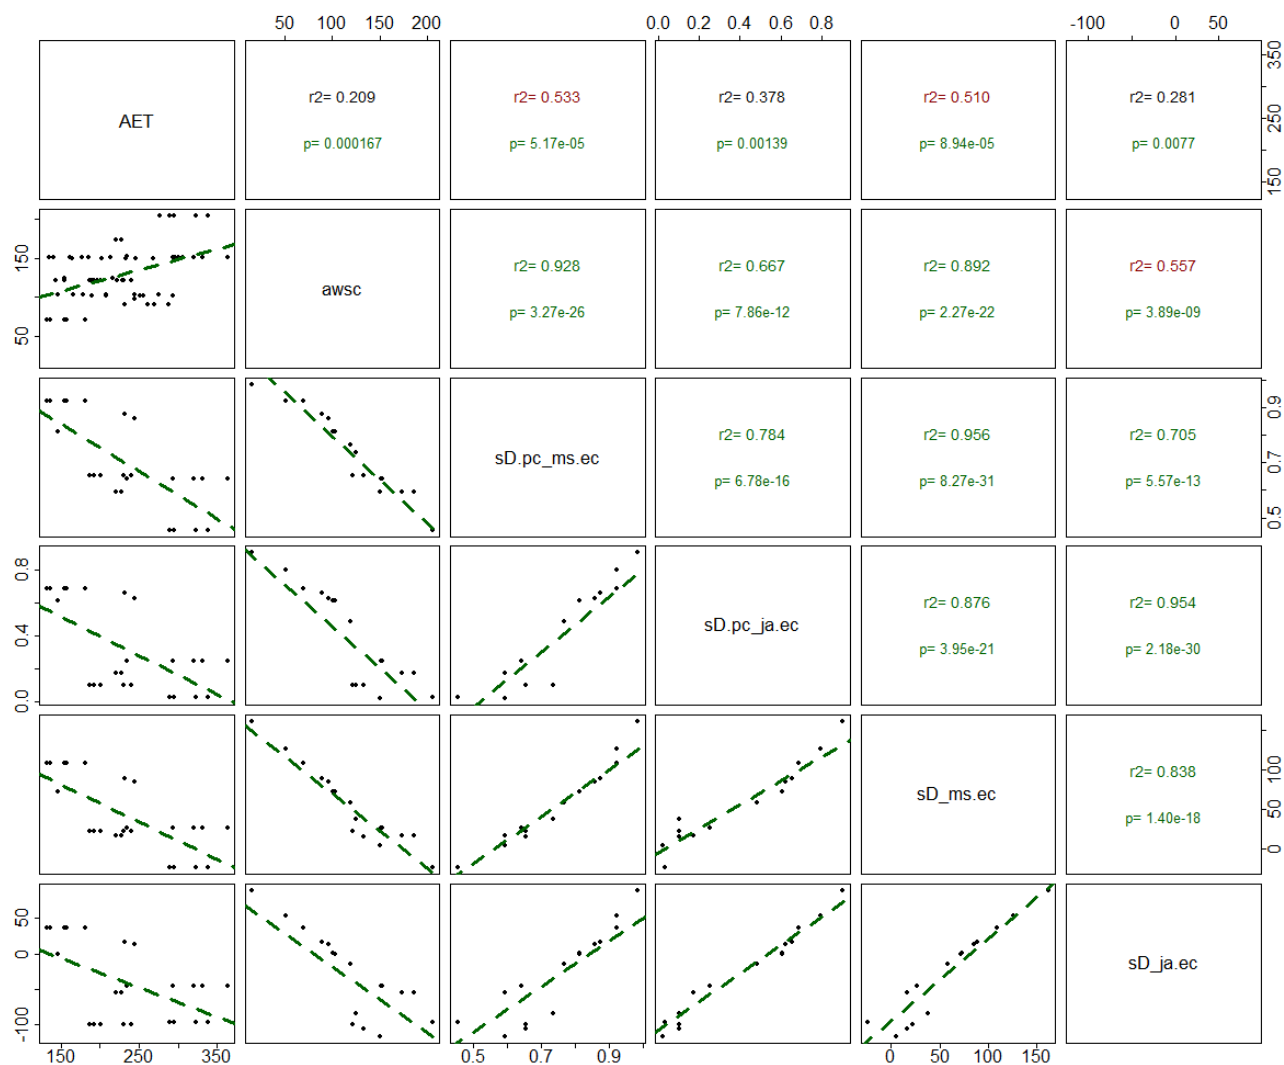 50 100 150 200 0.0 0.2 0.4 0.6 0.8 -100 0 50
AET r2= 0.209 r2= 0.533 r2= 0.378 r2= 0.510 r2= 0.281 150 250 350
p= 0.000167 p= 5.17e-05 p= 0.00139 p= 8.94e-05 p= 0.0077
50 150 awsc r2= 0.928 r2= 0.667 r2= 0.892 r2= 0.557
p= 3.27e-26 p= 7.86e-12 p= 2.27e-22 p= 3.89e-09
sD.pc_ms.ec r2= 0.784 r2= 0.956 r2= 0.705 0.5 0.7 0.9
p= 6.78e-16 p= 8.27e-31 p= 5.57e-13
0.0 0.4 0.8 sD.pc_ja.ec r2= 0.876 r2= 0.954
p= 3.95e-21 p= 2.18e-30
sD_ms.ec r2= 0.838 0 50 100
p= 1.40e-18
-100 0 50 sD_ja.ec
150 250 350 0.5 0.7 0.9 0 50 100 150